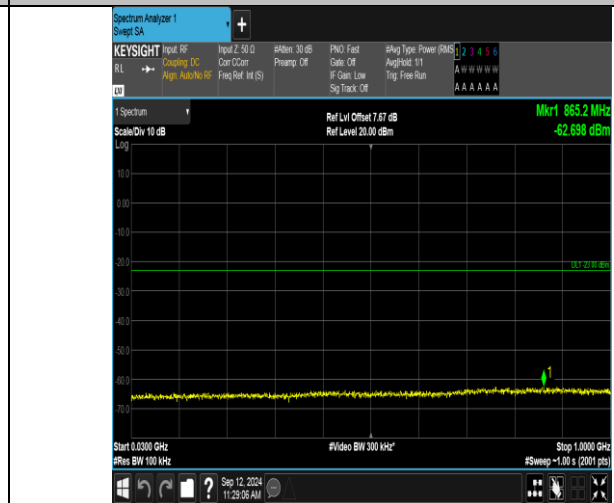 Spectrum Analyzer 1
Swept SA
+
KEYSIGHT Input: RF Input Z: 50 Ω #Atten: 30 dB PNO: Fast #Avg Type: Power (RMS 1 2 3 4 5 6
RL Coupling: DC Corr CCorr Preamp: Off Gate: Off Avg|Hold: 1/1 A W W W W W
Align: Auto/No RF Freq Ref: Int (S) IF Gain: Low Trig: Free Run
LXI Sig Track: Off A A A A A A
1 Spectrum Ref Lvl Offset 7.67 dB Mkr1 865.2 MHz
Scale/Div 10 dB Ref Level 20.00 dBm -62.698 dBm
Log
10.0
0.00
-10.0
-20.0 DL1 -23.00 dBm
-30.0
-40.0
-50.0
1
-60.0
-70.0
Start 0.0300 GHz #Video BW 300 kHz* Stop 1.0000 GHz
#Res BW 100 kHz #Sweep ~1.00 s (2001 pts)
? Sep 12, 2024
11:29:06 AM